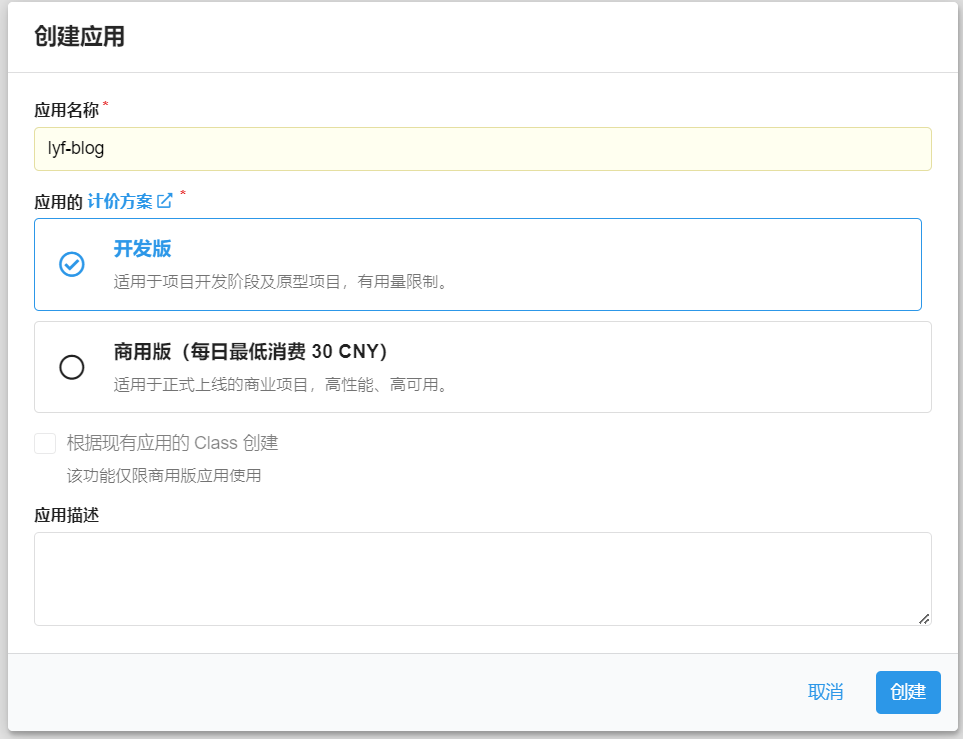 创建应用
应用名称*
lyf-blog
应用的 计价方案 *
开发版
适用于项目开发阶段及原型项目，有用量限制。
商用版（每日最低消费 30 CNY）
适用于正式上线的商业项目，高性能、高可用。
根据现有应用的 Class 创建
该功能仅限商用版应用使用
应用描述
取消
创建